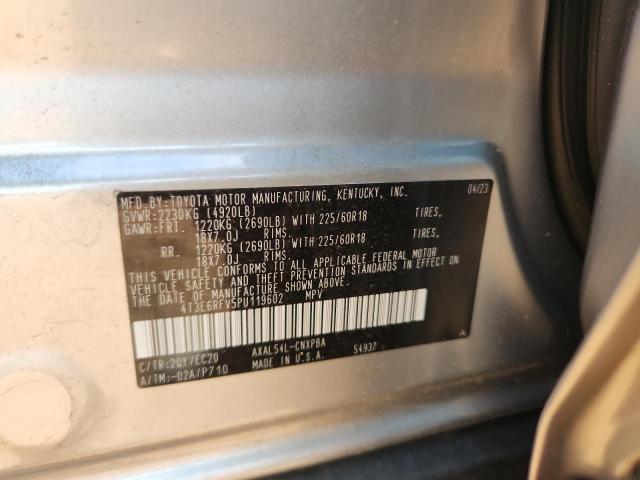 MFD.BY:TOYOTA MOTOR MANUFACTURING, KENTUCKY, INC. 04/23
GVWR:2230KG (4920LB)
GAWR:FRT. 1220KG (2690LB) WITH 225/60R18 TIRES,
18X7.0J RIMS.
RR. 1220KG (2690LB) WITH 225/60R18 TIRES,
18X7.0J RIMS.
THIS VEHICLE CONFORMS TO ALL APPLICABLE FEDERAL MOTOR
VEHICLE SAFETY AND THEFT PREVENTION STANDARDS IN EFFECT
ON THE DATE OF MANUFACTURE SHOWN ABOVE.
4T3E6RFV5PU119602 MPV
A
C/TR:2QY/EC20 AXAL54L-CNXPBA 54937
A/TM:-02A/P710 MADE IN U.S.A.